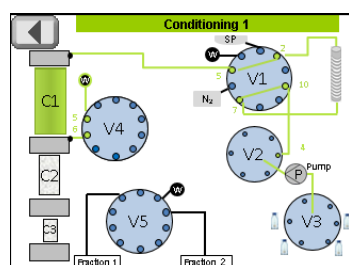 Conditioning 1
SP
W
2
5
V1
10
N₂
7
W
C1
5
6
V4
C2
V2
4
Pump
P
V3
C3
V5
W
Fraction 1
Fraction 2